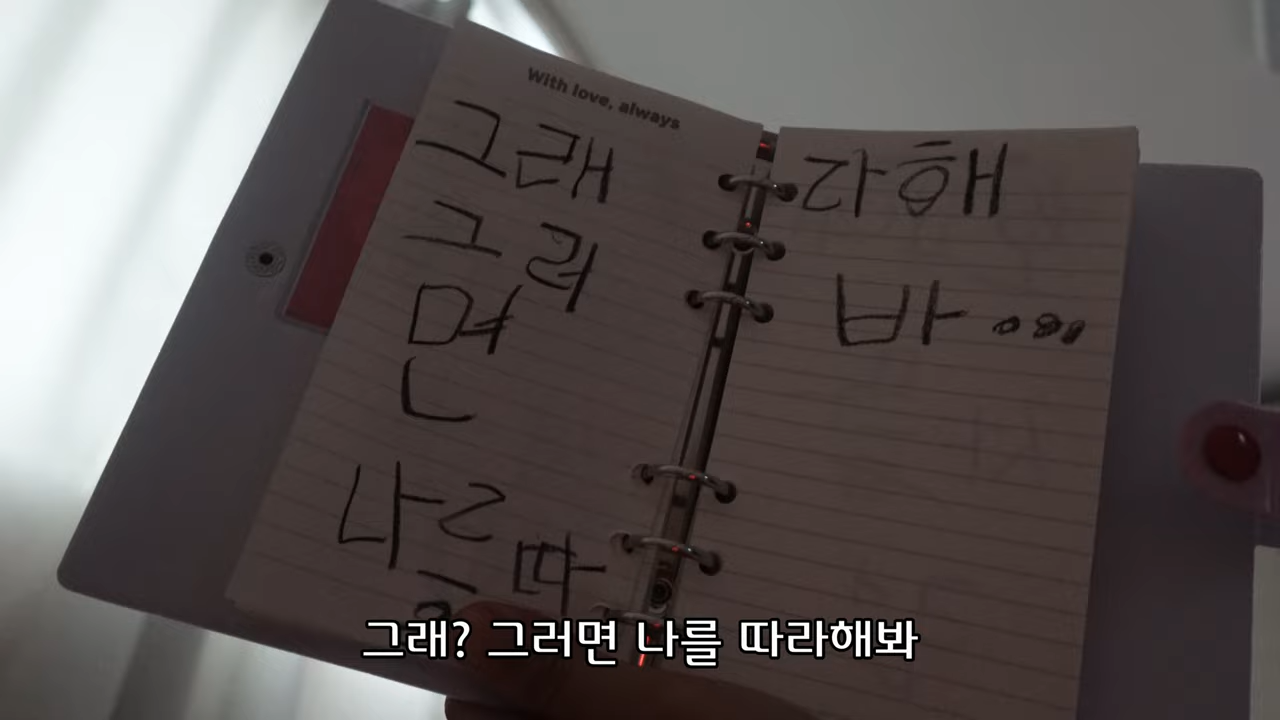 With love, always
그래
그러
면
나를 따
라해
바...
그래? 그러면 나를 따라해봐